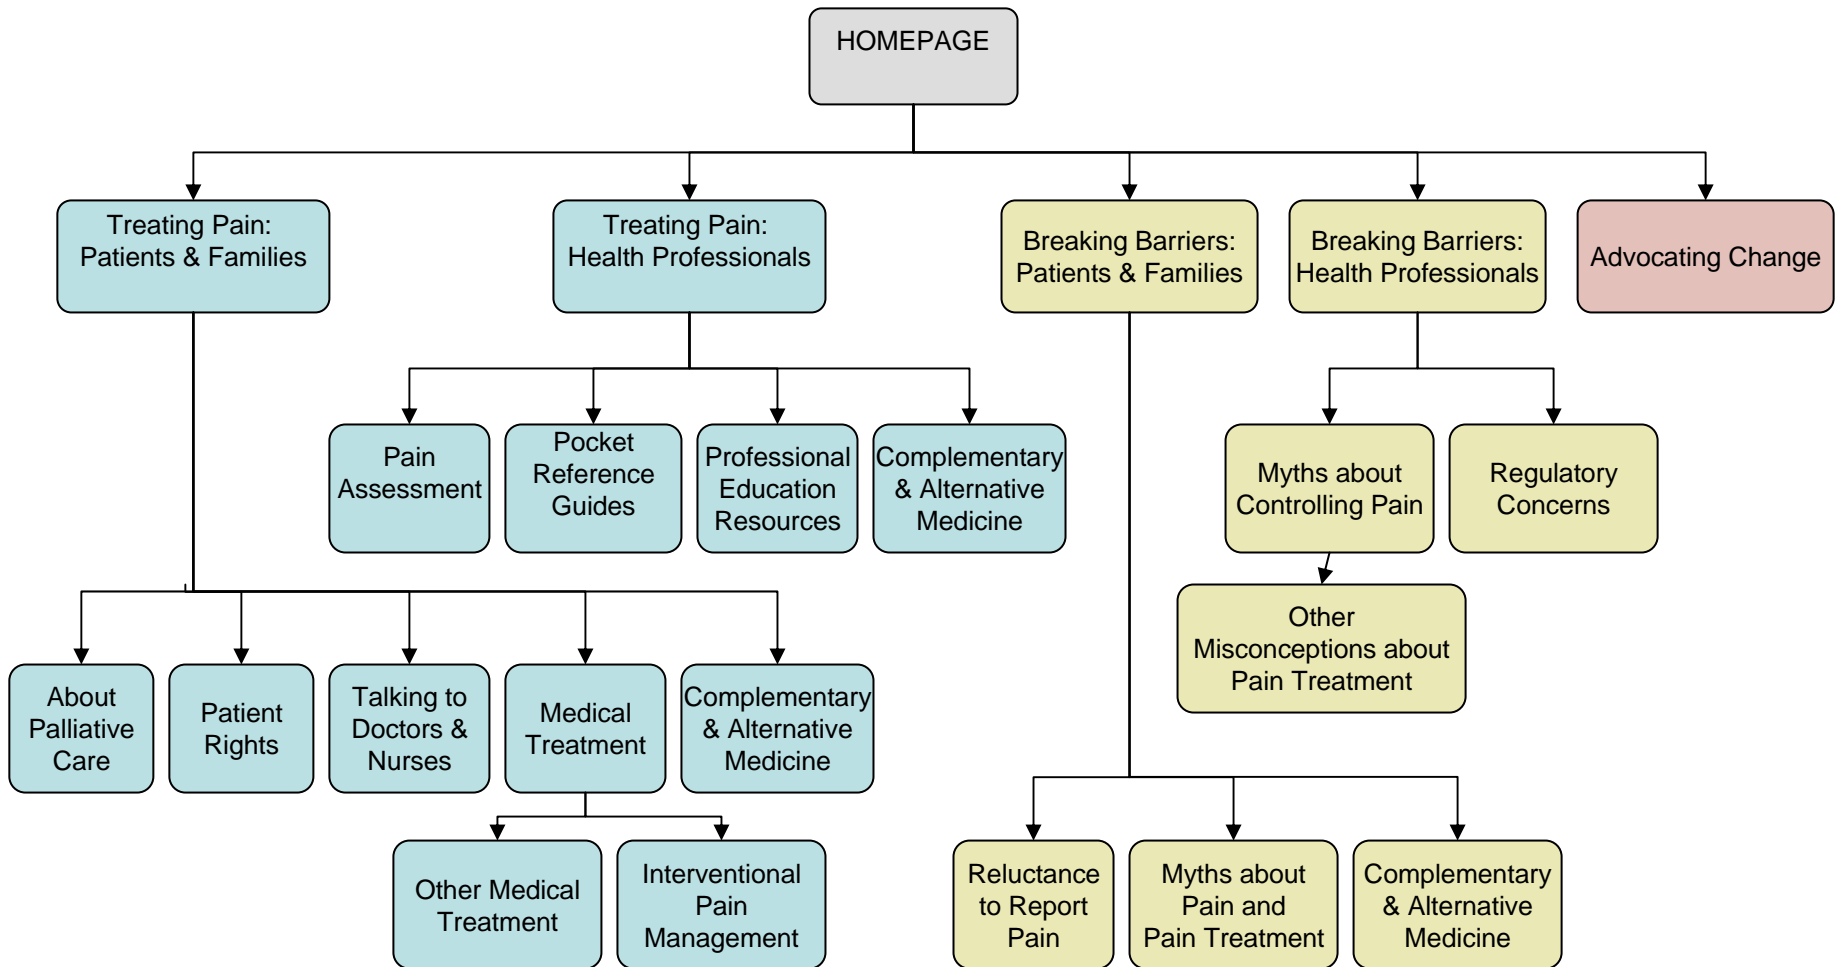 HOMEPAGE
Treating Pain:
Patients & Families
Treating Pain:
Health Professionals
Breaking Barriers:
Patients & Families
Breaking Barriers:
Health Professionals
Advocating Change
Pain
Assessment
Pocket
Reference
Guides
Professional
Education
Resources
Complementary
& Alternative
Medicine
Myths about
Controlling Pain
Regulatory
Concerns
Other
Misconceptions about
Pain Treatment
About
Palliative
Care
Patient
Rights
Talking to
Doctors &
Nurses
Medical
Treatment
Complementary
& Alternative
Medicine
Other Medical
Treatment
Interventional
Pain
Management
Reluctance
to Report
Pain
Myths about
Pain and
Pain Treatment
Complementary
& Alternative
Medicine